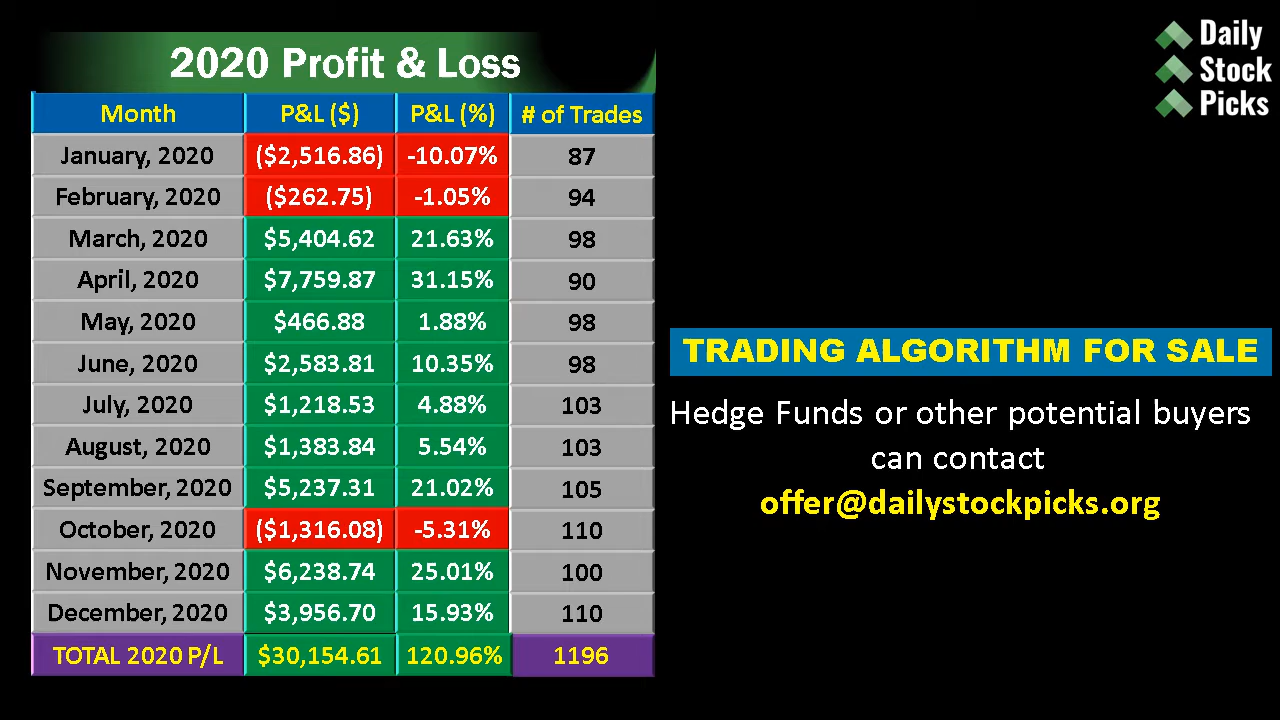 2020 Profit & Loss
Month P&L ($) P&L (%) # of Trades
January, 2020 ($2,516.86) -10.07% 87
February, 2020 ($262.75) -1.05% 94
March, 2020 $5,404.62 21.63% 98
April, 2020 $7,759.87 31.15% 90
May, 2020 $466.88 1.88% 98
June, 2020 $2,583.81 10.35% 98
July, 2020 $1,218.53 4.88% 103
August, 2020 $1,383.84 5.54% 103
September, 2020 $5,237.31 21.02% 105
October, 2020 ($1,316.08) -5.31% 110
November, 2020 $6,238.74 25.01% 100
December, 2020 $3,956.70 15.93% 110
TOTAL 2020 P/L $30,154.61 120.96% 1196
Daily
Stock
Picks
TRADING ALGORITHM FOR SALE
Hedge Funds or other potential buyers
can contact
offer@dailystockpicks.org